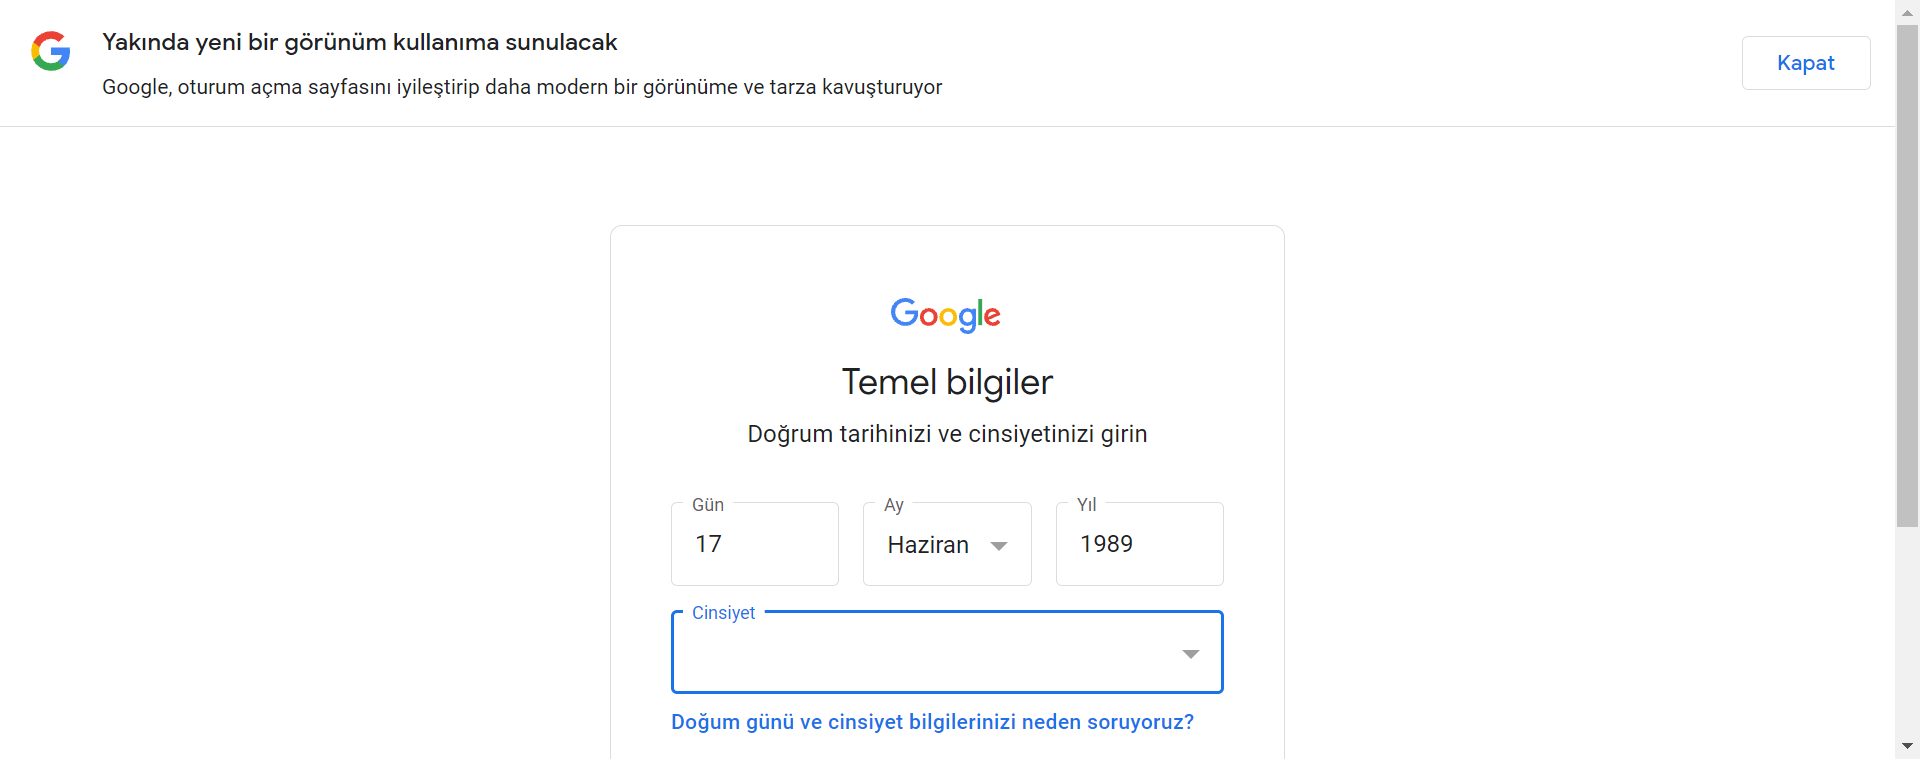 Yakında yeni bir görünüm kullanıma sunulacak
Google, oturum açma sayfasını iyileştirip daha modern bir görünüme ve tarza kavuşturuyor
Kapat
Google
Temel bilgiler
Doğrum tarihinizi ve cinsiyetinizi girin
Gün
17
Ay
Haziran
Yıl
1989
Cinsiyet
Doğum günü ve cinsiyet bilgilerinizi neden soruyoruz?